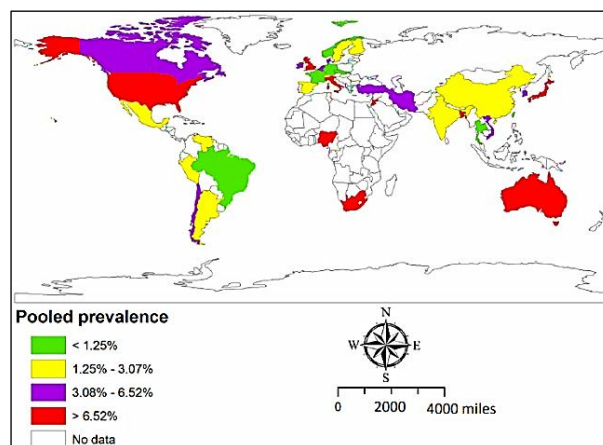 Pooled prevalence
< 1.25%
1.25% - 3.07%
3.08% - 6.52%
> 6.52%
No data
N
W E
S
0 2000 4000 miles